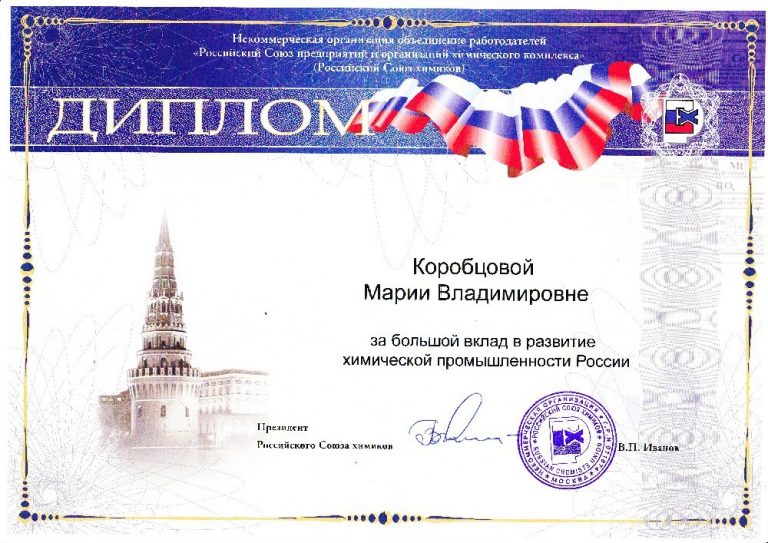 Некоммерческая организация объединение работодателей
«Российский Союз предприятий и организаций химического комплекса»
(Российский Союз химиков)
ДИПЛОМ
Коробцовой
Марии Владимировне
за большой вклад в развитие
химической промышленности России
Президент
Российского Союза химиков
В.П. Иванов
НЕКОММЕРЧЕСКАЯ ОРГАНИЗАЦИЯ
РОССИЙСКИЙ СОЮЗ ХИМИКОВ
RUSSIAN CHEMISTS UNION
МОСКВА